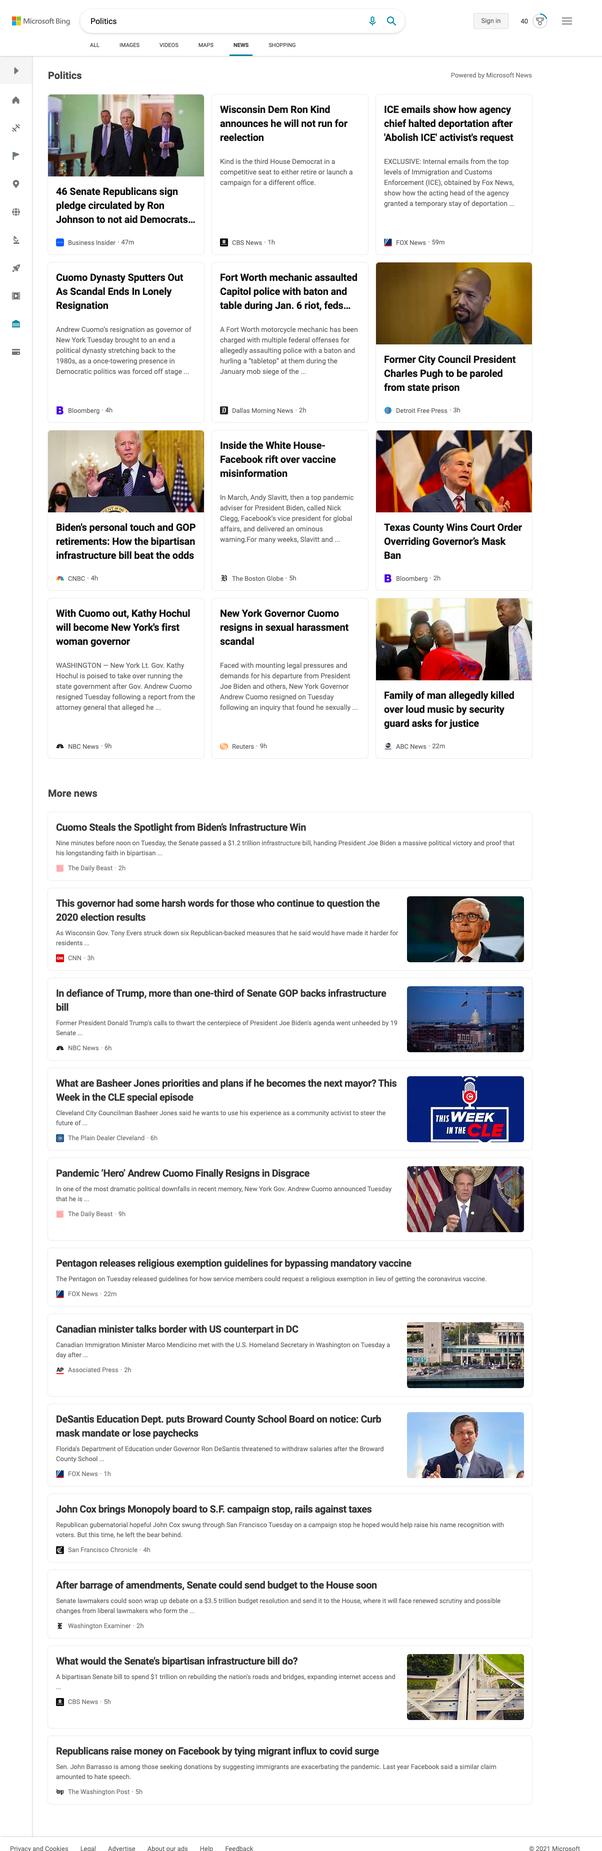 Microsoft Bing
Politics
Sign in
40
ALL
IMAGES
VIDEOS
MAPS
NEWS
SHOPPING
Politics
Powered by Microsoft News
46 Senate Republicans sign
pledge circulated by Ron
Johnson to not aid Democrats...
Business Insider · 47m
Wisconsin Dem Ron Kind
announces he will not run for
reelection
Kind is the third House Democrat in a
competitive seat to either retire or launch a
campaign for a different office.
CBS News · 1h
ICE emails show how agency
chief halted deportation after
'Abolish ICE' activist's request
EXCLUSIVE: Internal emails from the top
levels of Immigration and Customs
Enforcement (ICE), obtained by Fox News,
show how the acting head of the agency
granted a temporary stay of deportation ...
FOX News · 59m
Cuomo Dynasty Sputters Out
As Scandal Ends In Lonely
Resignation
Andrew Cuomo's resignation as governor of
New York Tuesday brought to an end a
political dynasty stretching back to the
1980s, as a once-towering presence in
Democratic politics was forced off stage ...
Bloomberg · 4h
Fort Worth mechanic assaulted
Capitol police with baton and
table during Jan. 6 riot, feds...
A Fort Worth motorcycle mechanic has been
charged with multiple federal offenses for
allegedly assaulting police with a baton and
hurling a "tabletop" at them during the
January mob siege of the ...
Dallas Morning News · 2h
Former City Council President
Charles Pugh to be paroled
from state prison
Detroit Free Press · 3h
Biden's personal touch and GOP
retirements: How the bipartisan
infrastructure bill beat the odds
CNBC · 4h
Inside the White House-
Facebook rift over vaccine
misinformation
In March, Andy Slavitt, then a top pandemic
adviser for President Biden, called Nick
Clegg, Facebook's vice president for global
affairs, and delivered an ominous
warning.For many weeks, Slavitt and ...
The Boston Globe · 5h
Texas County Wins Court Order
Overriding Governor's Mask
Ban
Bloomberg · 2h
With Cuomo out, Kathy Hochul
will become New York's first
woman governor
WASHINGTON — New York Lt. Gov. Kathy
Hochul is poised to take over running the
state government after Gov. Andrew Cuomo
resigned Tuesday following a report from the
attorney general that alleged he ...
NBC News · 9h
New York Governor Cuomo
resigns in sexual harassment
scandal
Faced with mounting legal pressures and
demands for his departure from President
Joe Biden and others, New York Governor
Andrew Cuomo resigned on Tuesday
following an inquiry that found he sexually ...
Reuters · 9h
Family of man allegedly killed
over loud music by security
guard asks for justice
ABC News · 22m
More news
Cuomo Steals the Spotlight from Biden's Infrastructure Win
Nine minutes before noon on Tuesday, the Senate passed a $1.2 trillion infrastructure bill, handing President Joe Biden a massive political victory and proof that
his longstanding faith in bipartisan ...
The Daily Beast · 2h
This governor had some harsh words for those who continue to question the
2020 election results
As Wisconsin Gov. Tony Evers struck down six Republican-backed measures that he said would have made it harder for
residents ...
CNN · 3h
In defiance of Trump, more than one-third of Senate GOP backs infrastructure
bill
Former President Donald Trump's calls to thwart the centerpiece of President Joe Biden's agenda went unheeded by 19
Senate ...
NBC News · 6h
What are Basheer Jones priorities and plans if he becomes the next mayor? This
Week in the CLE special episode
Cleveland City Councilman Basheer Jones said he wants to use his experience as a community activist to steer the
future of ...
The Plain Dealer Cleveland · 6h
THIS WEEK
IN THE CLE
Pandemic 'Hero' Andrew Cuomo Finally Resigns in Disgrace
In one of the most dramatic political downfalls in recent memory, New York Gov. Andrew Cuomo announced Tuesday
that he is ...
The Daily Beast · 9h
Pentagon releases religious exemption guidelines for bypassing mandatory vaccine
The Pentagon on Tuesday released guidelines for how service members could request a religious exemption in lieu of getting the coronavirus vaccine.
FOX News · 22m
Canadian minister talks border with US counterpart in DC
Canadian Immigration Minister Marco Mendicino met with the U.S. Homeland Secretary in Washington on Tuesday a
day after ...
AP Associated Press · 2h
DeSantis Education Dept. puts Broward County School Board on notice: Curb
mask mandate or lose paychecks
Florida's Department of Education under Governor Ron DeSantis threatened to withdraw salaries after the Broward
County School ...
FOX News · 1h
John Cox brings Monopoly board to S.F. campaign stop, rails against taxes
Republican gubernatorial hopeful John Cox swung through San Francisco Tuesday on a campaign stop he hoped would help raise his name recognition with
voters. But this time, he left the bear behind.
San Francisco Chronicle · 4h
After barrage of amendments, Senate could send budget to the House soon
Senate lawmakers could soon wrap up debate on a $3.5 trillion budget resolution and send it to the House, where it will face renewed scrutiny and possible
changes from liberal lawmakers who form the ...
Washington Examiner · 2h
What would the Senate's bipartisan infrastructure bill do?
A bipartisan Senate bill to spend $1 trillion on rebuilding the nation's roads and bridges, expanding internet access and
...
CBS News · 5h
Republicans raise money on Facebook by tying migrant influx to covid surge
Sen. John Barrasso is among those seeking donations by suggesting immigrants are exacerbating the pandemic. Last year Facebook said a similar claim
amounted to hate speech.
wp The Washington Post · 5h
Privacy and Cookies
Legal
Advertise
About our ads
Help
Feedback
© 2021 Microsoft